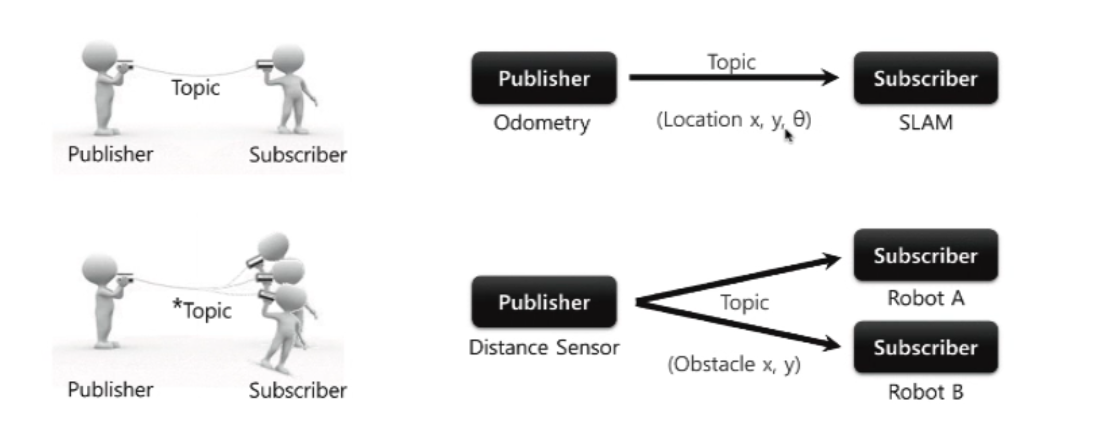 Topic
Publisher
Subscriber
Publisher
Topic
Subscriber
Odometry
(Location x, y, θ)
SLAM
*Topic
Publisher
Subscriber
Publisher
Topic
Subscriber
Robot A
Distance Sensor
(Obstacle x, y)
Subscriber
Robot B